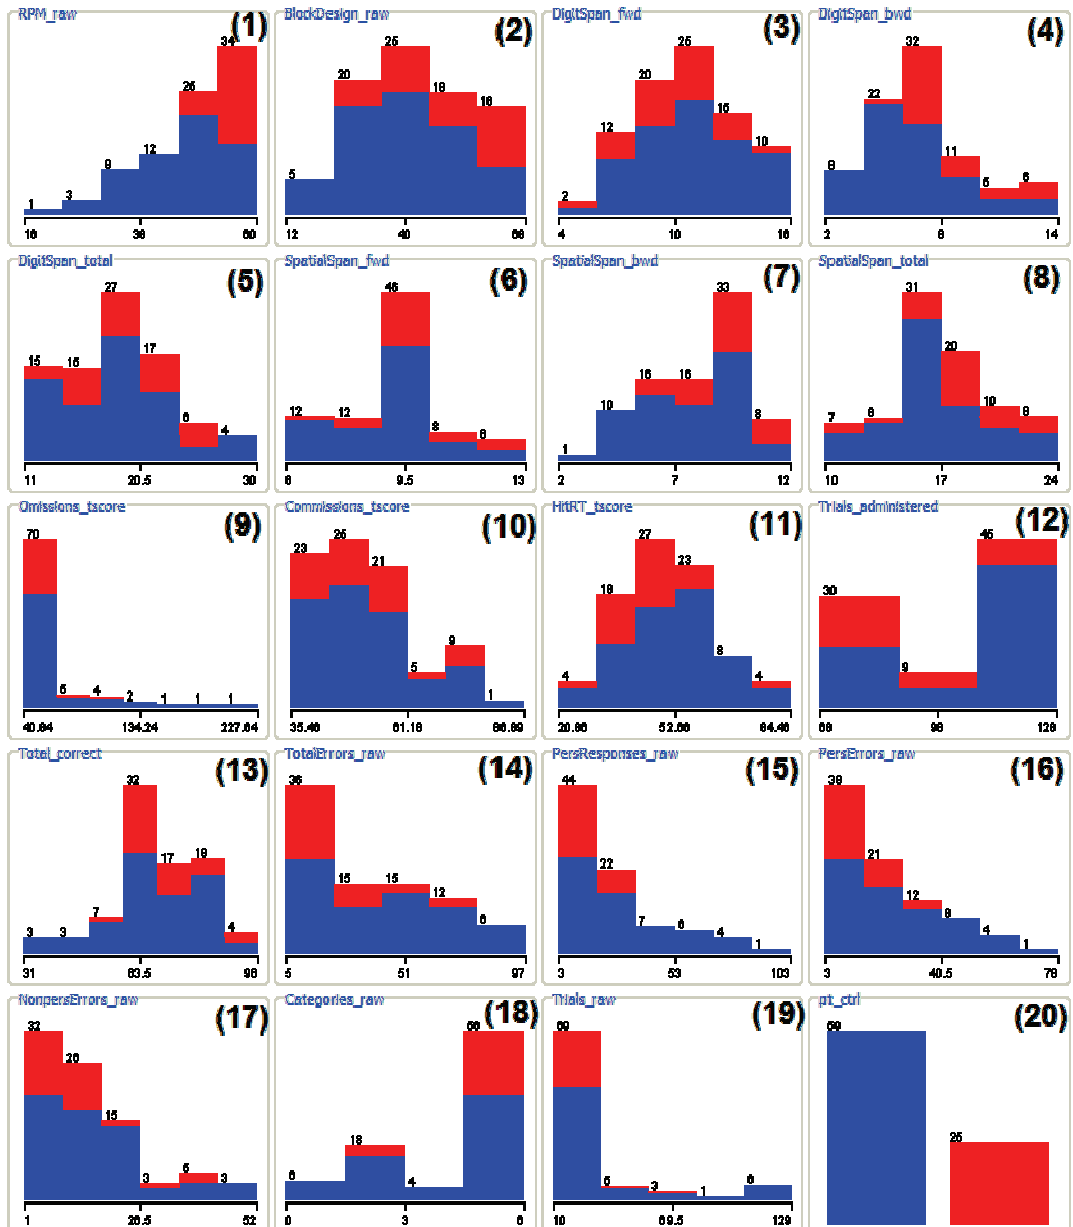 RPM_raw
(1)
1 3 9 12 25 34
16 38 60
BlockDesign_raw
(2)
5 20 25 18 16
12 40 68
DigitSpan_fwd
(3)
2 12 20 25 15 10
4 10 16
DigitSpan_bwd
(4)
8 22 32 11 5 6
2 8 14
DigitSpan_total
(5)
15 15 27 17 6 4
11 20.5 30
SpatialSpan_fwd
(6)
12 12 46 8 6
6 9.5 13
SpatialSpan_bwd
(7)
1 10 16 16 33 8
2 7 12
SpatialSpan_total
(8)
7 8 31 20 10 8
10 17 24
Omissions_tscore
(9)
70 5 4 2 1 1 1
40.84 134.24 227.64
Commissions_tscore
(10)
23 25 21 5 9 1
35.46 61.18 86.89
HitRT_tscore
(11)
4 18 27 23 8 4
20.86 52.66 84.46
Trials_administered
(12)
30 9 45
68 98 128
Total_correct
(13)
3 3 7 32 17 18 4
31 63.5 96
TotalErrors_raw
(14)
36 15 15 12 6
5 51 97
PersResponses_raw
(15)
44 22 7 6 4 1
3 53 103
PersErrors_raw
(16)
38 21 12 8 4 1
3 40.5 78
NonpersErrors_raw
(17)
32 26 15 3 5 3
1 26.5 52
Categories_raw
(18)
6 18 4 56
0 3 6
Trials_raw
(19)
69 5 3 1 6
10 69.5 129
pt_ctrl
(20)
59 25